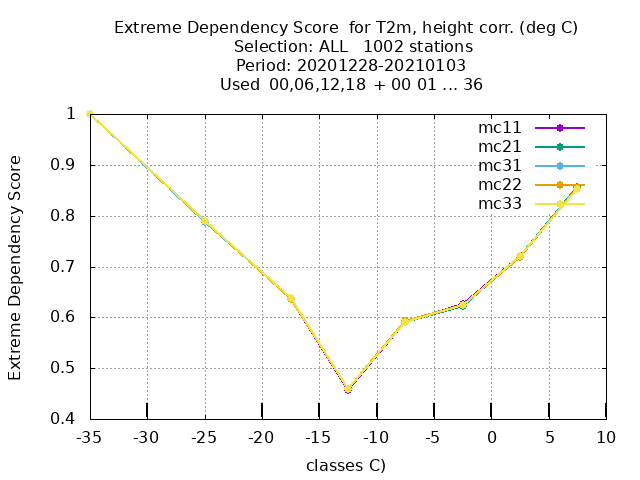 Extreme Dependency Score  for T2m, height corr. (deg C)
Selection: ALL   1002 stations
Period: 20201228-20210103
Used  00,06,12,18  + 00 01 ... 36
Extreme Dependency Score
1
0.9
0.8
0.7
0.6
0.5
0.4
mc11
mc21
mc31
mc22
mc33
-35 -30 -25 -20 -15 -10 -5 0 5 10
classes C)